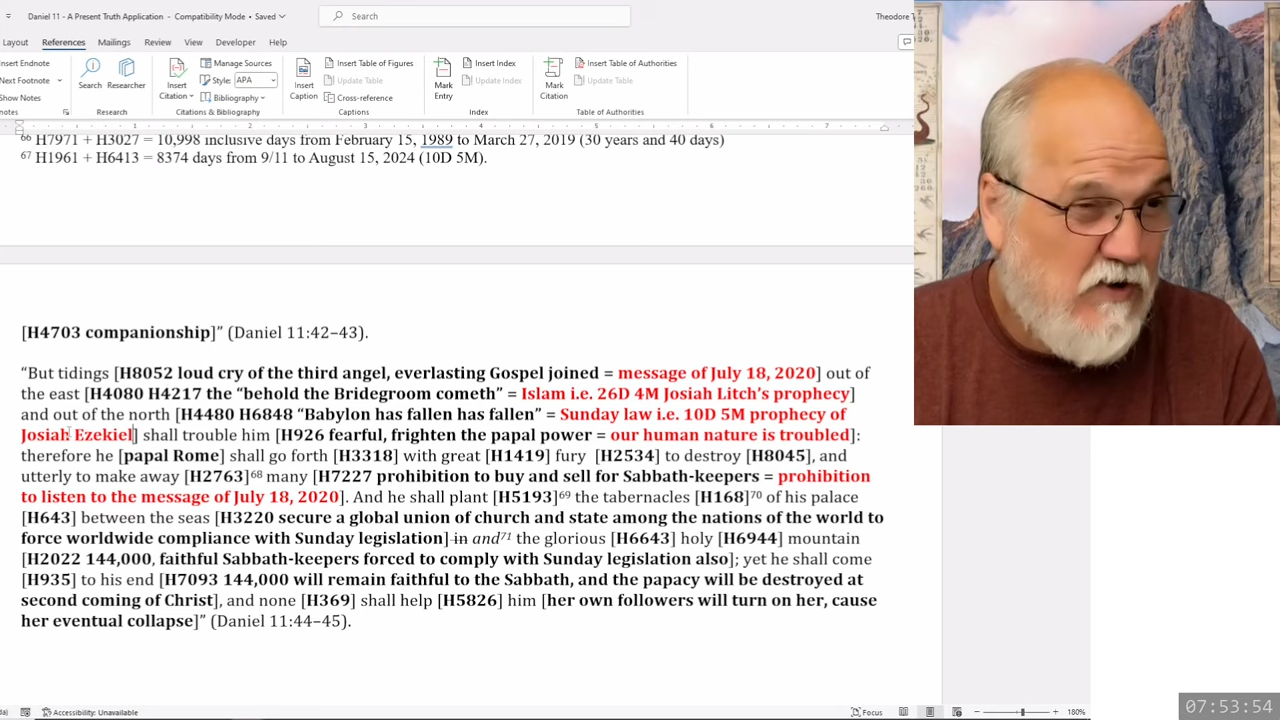 Daniel 11 - A Present Truth Application - Compatibility Mode • Saved
Search
Theodore T
Layout References Mailings Review View Developer Help
Insert Endnote
Next Footnote
Show Notes
Search
Researcher
Research
Insert Citation
Manage Sources
Style: APA
Bibliography
Citations & Bibliography
Insert Caption
Insert Table of Figures
Update Table
Cross-reference
Captions
Mark Entry
Insert Index
Update Index
Index
Mark Citation
Insert Table of Authorities
Update Table
Table of Authorities
66 H7971 + H3027 = 10,998 inclusive days from February 15, 1989 to March 27, 2019 (30 years and 40 days)
67 H1961 + H6413 = 8374 days from 9/11 to August 15, 2024 (10D 5M).
[H4703 companionship]” (Daniel 11:42–43).
“But tidings [H8052 loud cry of the third angel, everlasting Gospel joined = message of July 18, 2020] out of
the east [H4080 H4217 the “behold the Bridegroom cometh” = Islam i.e. 26D 4M Josiah Litch’s prophecy]
and out of the north [H4480 H6848 “Babylon has fallen has fallen” = Sunday law i.e. 10D 5M prophecy of
Josiah Ezekiel] shall trouble him [H926 fearful, frighten the papal power = our human nature is troubled]:
therefore he [papal Rome] shall go forth [H3318] with great [H1419] fury [H2534] to destroy [H8045], and
utterly to make away [H2763]68 many [H7227 prohibition to buy and sell for Sabbath-keepers = prohibition
to listen to the message of July 18, 2020]. And he shall plant [H5193]69 the tabernacles [H168]70 of his palace
[H643] between the seas [H3220 secure a global union of church and state among the nations of the world to
force worldwide compliance with Sunday legislation] in and71 the glorious [H6643] holy [H6944] mountain
[H2022 144,000, faithful Sabbath-keepers forced to comply with Sunday legislation also]; yet he shall come
[H935] to his end [H7093 144,000 will remain faithful to the Sabbath, and the papacy will be destroyed at
second coming of Christ], and none [H369] shall help [H5826] him [her own followers will turn on her, cause
her eventual collapse]” (Daniel 11:44–45).
Accessibility: Unavailable
Focus
180%
07:53:54